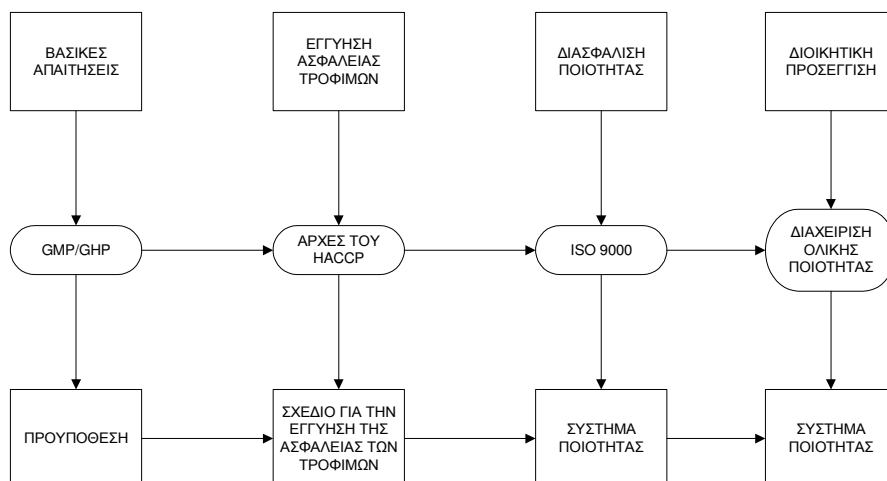 ΒΑΣΙΚΕΣ
ΑΠΑΙΤΗΣΕΙΣ
ΕΓΓΥΗΣΗ
ΑΣΦΑΛΕΙΑΣ
ΤΡΟΦΙΜΩΝ
ΔΙΑΣΦΑΛΙΣΗ
ΠΟΙΟΤΗΤΑΣ
ΔΙΟΙΚΗΤΙΚΗ
ΠΡΟΣΕΓΓΙΣΗ
GMP/GHP
ΑΡΧΕΣ ΤΟΥ
HACCP
ISO 9000
ΔΙΑΧΕΙΡΙΣΗ
ΟΛΙΚΗΣ
ΠΟΙΟΤΗΤΑΣ
ΠΡΟΥΠΟΘΕΣΗ
ΣΧΕΔΙΟ ΓΙΑ ΤΗΝ
ΕΓΓΥΗΣΗ ΤΗΣ
ΑΣΦΑΛΕΙΑΣ ΤΩΝ
ΤΡΟΦΙΜΩΝ
ΣΥΣΤΗΜΑ
ΠΟΙΟΤΗΤΑΣ
ΣΥΣΤΗΜΑ
ΠΟΙΟΤΗΤΑΣ